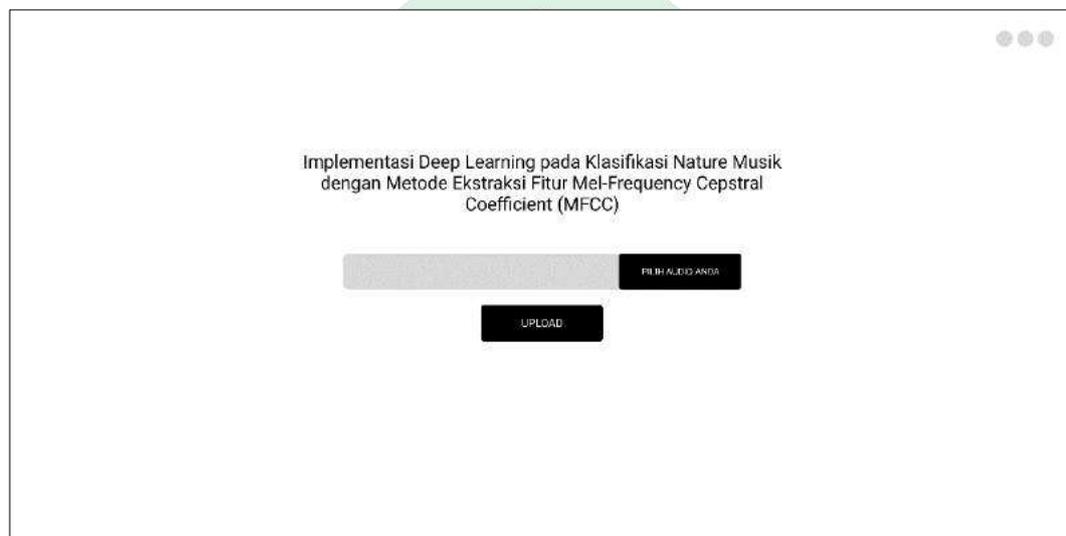 Implementasi Deep Learning pada Klasifikasi Nature Musik
dengan Metode Ekstraksi Fitur Mel-Frequency Cepstral
Coefficient (MFCC)
PILIH AUDIO ANDA
UPLOAD